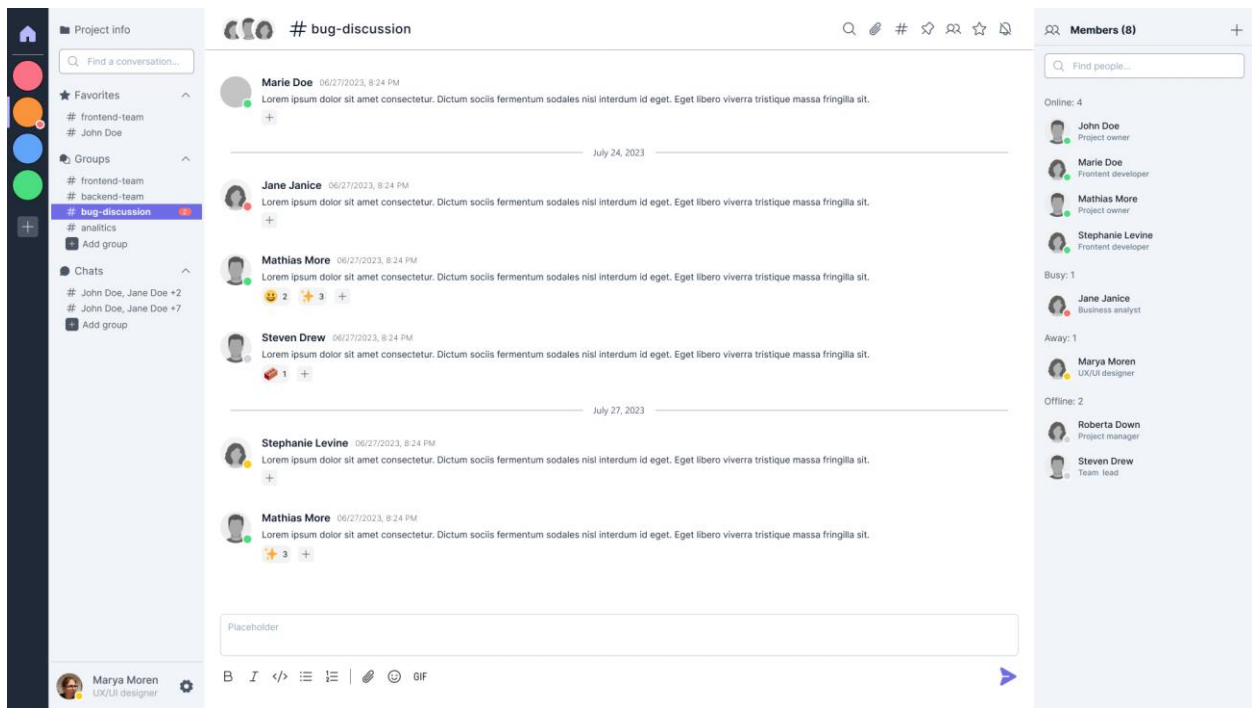 Project info
Find a conversation...
Favorites
# frontend-team
# John Doe
Groups
# frontend-team
# backend-team
# bug-discussion 2
# analitics
+ Add group
Chats
# John Doe, Jane Doe +2
# John Doe, Jane Doe +7
+ Add group
Marya Moren
UX/UI designer
# bug-discussion
Marie Doe 06/27/2023, 8:24 PM
Lorem ipsum dolor sit amet consectetur. Dictum sociis fermentum sodales nisl interdum id eget. Eget libero viverra tristique massa fringilla sit.
+
July 24, 2023
Jane Janice 06/27/2023, 8:24 PM
Lorem ipsum dolor sit amet consectetur. Dictum sociis fermentum sodales nisl interdum id eget. Eget libero viverra tristique massa fringilla sit.
+
Mathias More 06/27/2023, 8:24 PM
Lorem ipsum dolor sit amet consectetur. Dictum sociis fermentum sodales nisl interdum id eget. Eget libero viverra tristique massa fringilla sit.
😀 2 ✨ 3 +
Steven Drew 06/27/2023, 8:24 PM
Lorem ipsum dolor sit amet consectetur. Dictum sociis fermentum sodales nisl interdum id eget. Eget libero viverra tristique massa fringilla sit.
1 +
July 27, 2023
Stephanie Levine 06/27/2023, 8:24 PM
Lorem ipsum dolor sit amet consectetur. Dictum sociis fermentum sodales nisl interdum id eget. Eget libero viverra tristique massa fringilla sit.
+
Mathias More 06/27/2023, 8:24 PM
Lorem ipsum dolor sit amet consectetur. Dictum sociis fermentum sodales nisl interdum id eget. Eget libero viverra tristique massa fringilla sit.
✨ 3 +
Placeholder
B I </> GIF
Members (8) +
Find people...
Online: 4
John Doe
Project owner
Marie Doe
Frontent developer
Mathias More
Project owner
Stephanie Levine
Frontent developer
Busy: 1
Jane Janice
Business analyst
Away: 1
Marya Moren
UX/UI designer
Offline: 2
Roberta Down
Project manager
Steven Drew
Team lead